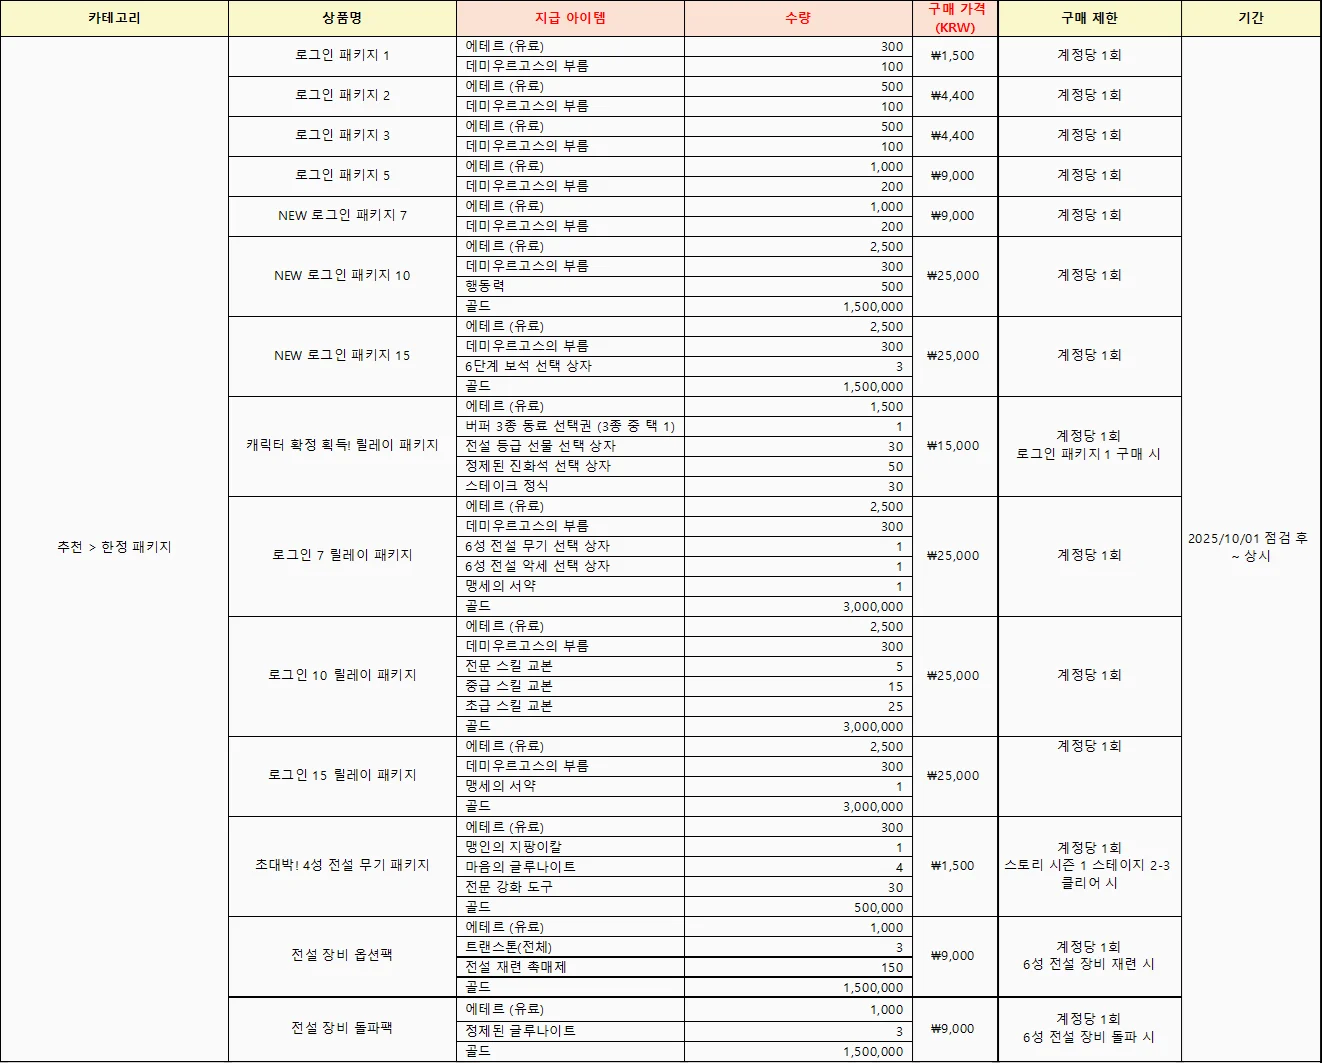 카테고리 상품명 지급 아이템 수량 구매 가격 (KRW) 구매 제한 기간
추천 > 한정 패키지
2025/10/01 점검 후
~ 상시
로그인 패키지 1 ₩1,500 계정당 1회
에테르 (유료) 300
데미우르고스의 부름 100
로그인 패키지 2 ₩4,400 계정당 1회
에테르 (유료) 500
데미우르고스의 부름 100
로그인 패키지 3 ₩4,400 계정당 1회
에테르 (유료) 500
데미우르고스의 부름 100
로그인 패키지 5 ₩9,000 계정당 1회
에테르 (유료) 1,000
데미우르고스의 부름 200
NEW 로그인 패키지 7 ₩9,000 계정당 1회
에테르 (유료) 1,000
데미우르고스의 부름 200
NEW 로그인 패키지 10 ₩25,000 계정당 1회
에테르 (유료) 2,500
데미우르고스의 부름 300
행동력 500
골드 1,500,000
NEW 로그인 패키지 15 ₩25,000 계정당 1회
에테르 (유료) 2,500
데미우르고스의 부름 300
6단계 보석 선택 상자 3
골드 1,500,000
캐릭터 확정 획득! 릴레이 패키지 ₩15,000 계정당 1회
로그인 패키지 1 구매 시
에테르 (유료) 1,500
버퍼 3종 동료 선택권 (3종 중 택 1) 1
전설 등급 선물 선택 상자 30
정제된 진화석 선택 상자 50
스테이크 정식 30
로그인 7 릴레이 패키지 ₩25,000 계정당 1회
에테르 (유료) 2,500
데미우르고스의 부름 300
6성 전설 무기 선택 상자 1
6성 전설 악세 선택 상자 1
맹세의 서약 1
골드 3,000,000
로그인 10 릴레이 패키지 ₩25,000 계정당 1회
에테르 (유료) 2,500
데미우르고스의 부름 300
전문 스킬 교본 5
중급 스킬 교본 15
초급 스킬 교본 25
골드 3,000,000
로그인 15 릴레이 패키지 ₩25,000 계정당 1회
에테르 (유료) 2,500
데미우르고스의 부름 300
맹세의 서약 1
골드 3,000,000
초대박! 4성 전설 무기 패키지 ₩1,500 계정당 1회
스토리 시즌 1 스테이지 2-3
클리어 시
에테르 (유료) 300
맹인의 지팡이칼 1
마음의 글루나이트 4
전문 강화 도구 30
골드 500,000
전설 장비 옵션팩 ₩9,000 계정당 1회
6성 전설 장비 재련 시
에테르 (유료) 1,000
트랜스톤(전체) 3
전설 재련 촉매제 150
골드 1,500,000
전설 장비 돌파팩 ₩9,000 계정당 1회
6성 전설 장비 돌파 시
에테르 (유료) 1,000
정제된 글루나이트 3
골드 1,500,000